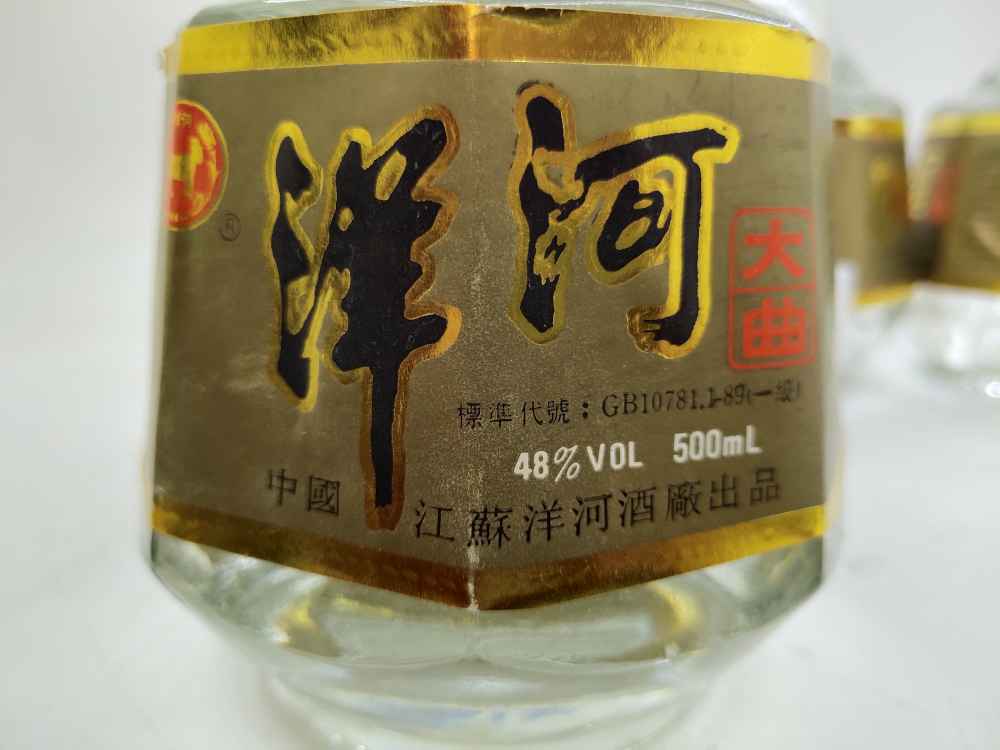 洋河
大曲
標準代號：GB10781.1-89(一級)
48%VOL 500mL
中國 江蘇洋河酒廠出品
®